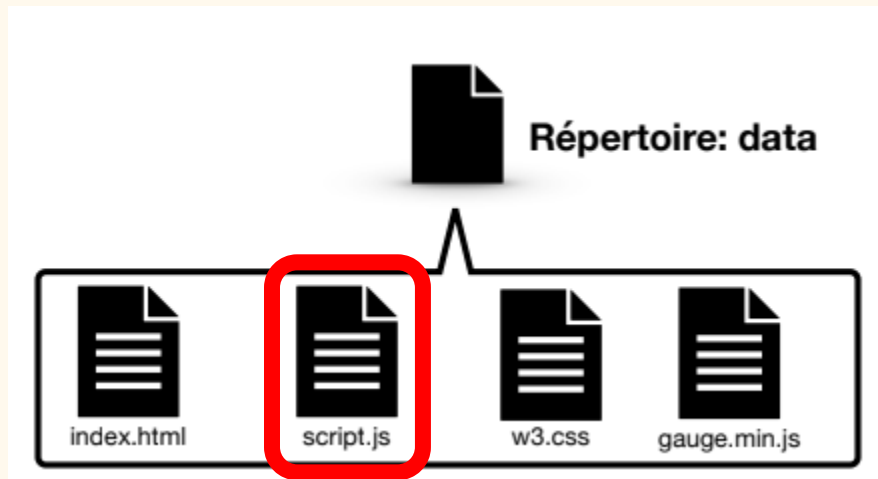 Répertoire: data
index.html
script.js
w3.css
gauge.min.js